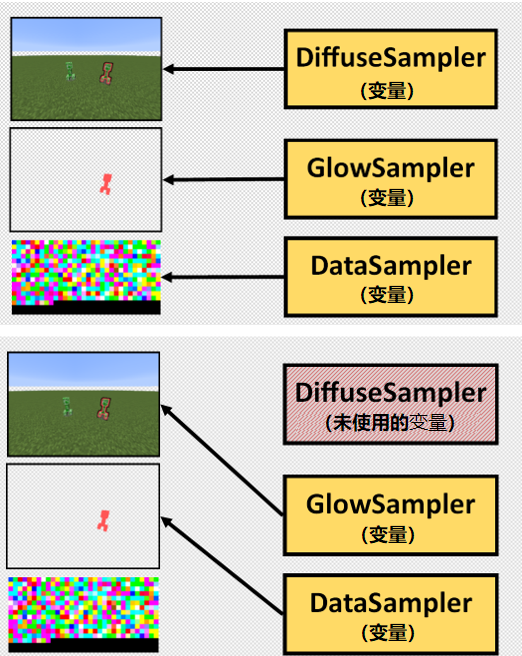 DiffuseSampler
(变量)
GlowSampler
(变量)
DataSampler
(变量)
DiffuseSampler
(未使用的变量)
GlowSampler
(变量)
DataSampler
(变量)